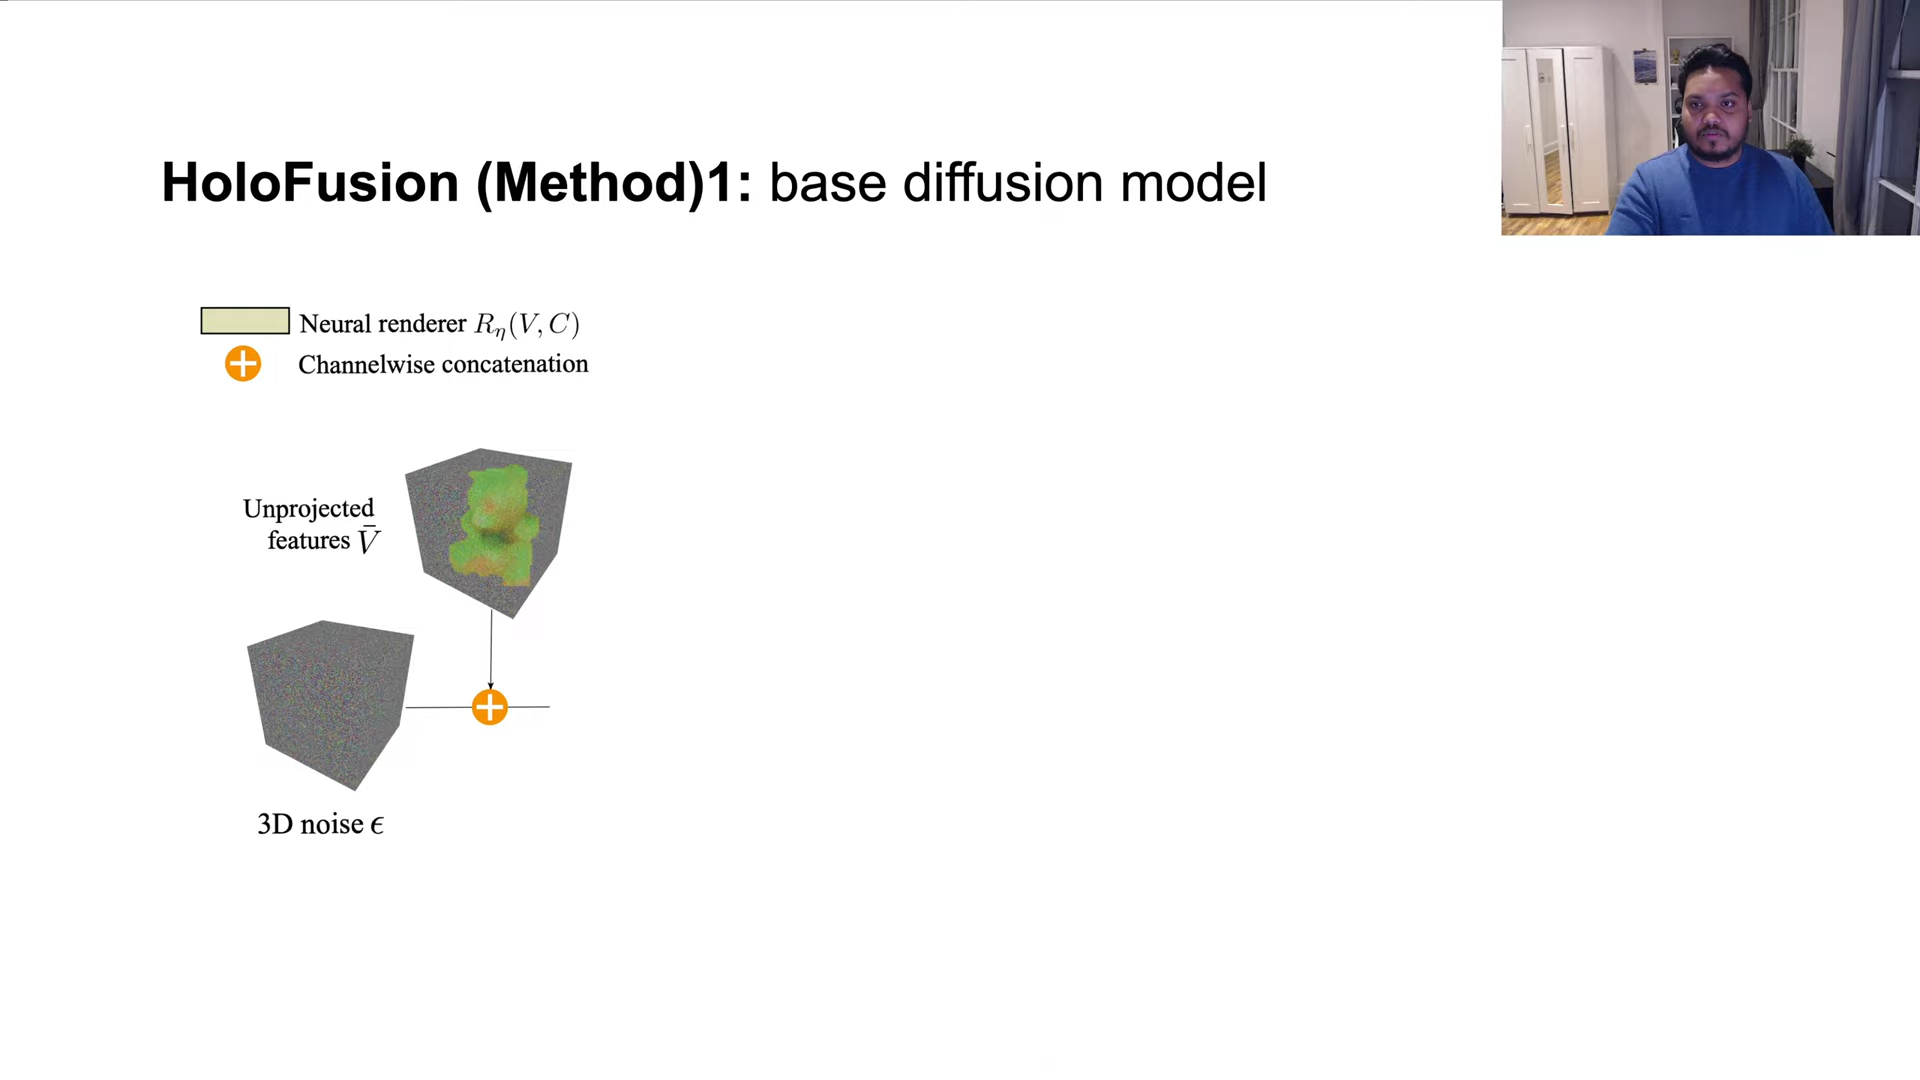 HoloFusion (Method)1: base diffusion model
Neural renderer R_η(V, C)
Channelwise concatenation
Unprojected
features V̄
3D noise ϵ